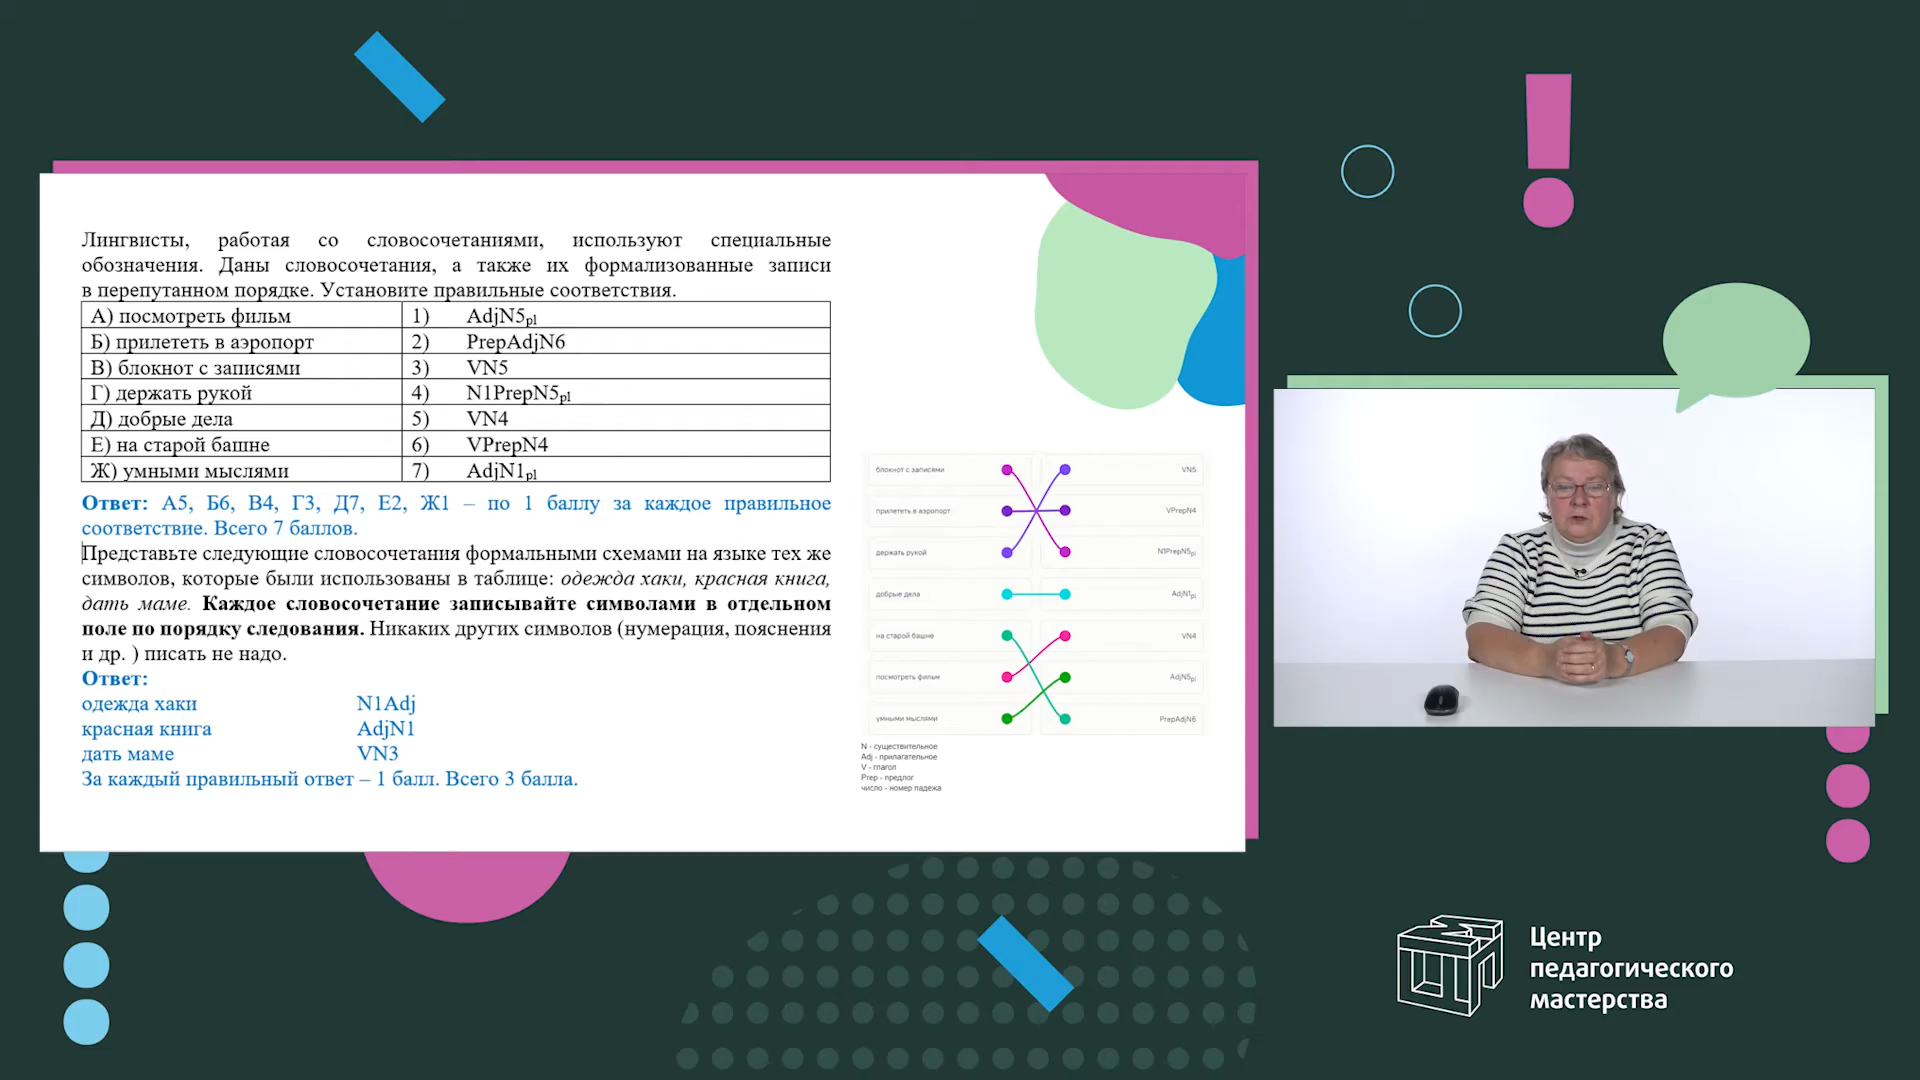 Лингвисты, работая со словосочетаниями, используют специальные
обозначения. Даны словосочетания, а также их формализованные записи
в перепутанном порядке. Установите правильные соответствия.
А) посмотреть фильм 1) AdjN5pl
Б) прилететь в аэропорт 2) PrepAdjN6
В) блокнот с записями 3) VN5
Г) держать рукой 4) N1PrepN5pl
Д) добрые дела 5) VN4
Е) на старой башне 6) VPrepN4
Ж) умными мыслями 7) AdjN1pl
Ответ: А5, Б6, В4, Г3, Д7, Е2, Ж1 – по 1 баллу за каждое правильное
соответствие. Всего 7 баллов.
Представьте следующие словосочетания формальными схемами на языке тех же
символов, которые были использованы в таблице: одежда хаки, красная книга,
дать маме. Каждое словосочетание записывайте символами в отдельном
поле по порядку следования. Никаких других символов (нумерация, пояснения
и др. ) писать не надо.
Ответ:
одежда хаки N1Adj
красная книга AdjN1
дать маме VN3
За каждый правильный ответ – 1 балл. Всего 3 балла.
блокнот с записями VN5
прилететь в аэропорт VPrepN4
держать рукой N1PrepN5pl
добрые дела AdjN1pl
на старой башне VN4
посмотреть фильм AdjN5pl
умными мыслями PrepAdjN6
N - существительное
Adj - прилагательное
V - глагол
Prep - предлог
число - номер падежа
Центр
педагогического
мастерства